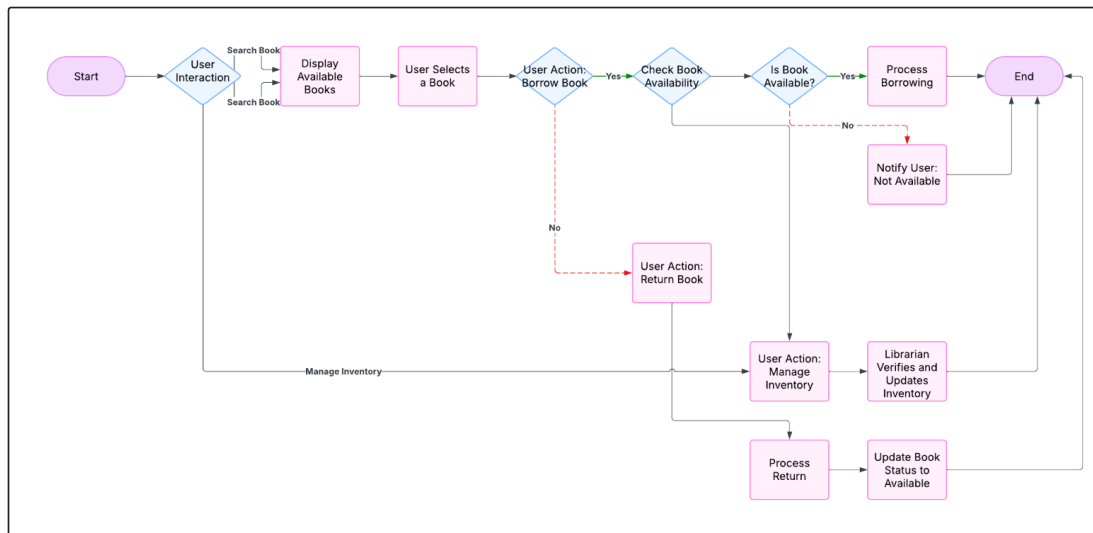 Search Book
Start
User
Interaction
Search Book
Display
Available
Books
User Selects
a Book
User Action:
Borrow Book
Yes
Check Book
Availability
Is Book
Available?
Yes
Process
Borrowing
End
No
Notify User:
Not Available
No
User Action:
Return Book
Manage Inventory
User Action:
Manage
Inventory
Librarian
Verifies and
Updates
Inventory
Process
Return
Update Book
Status to
Available